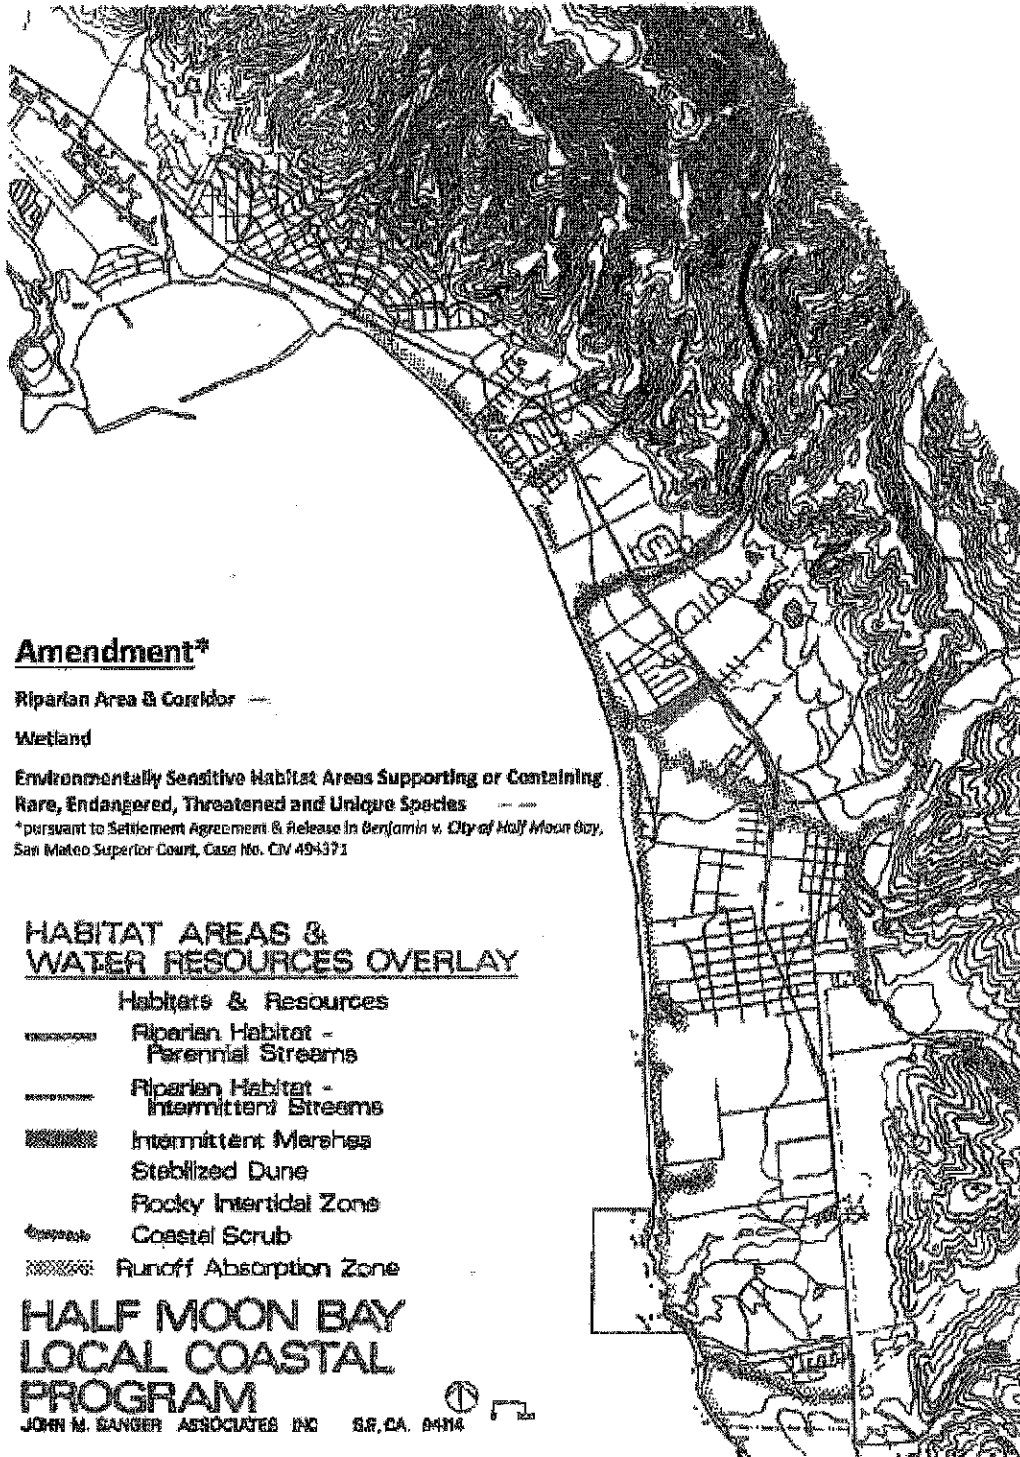 Amendment*
Riparian Area & Corridor
Wetland
Environmentally Sensitive Habitat Areas Supporting or Containing
Rare, Endangered, Threatened and Unique Species
*pursuant to Settlement Agreement & Release in Benjamin v. City of Half Moon Bay,
San Mateo Superior Court, Case No. CIV 494371
HABITAT AREAS &
WATER RESOURCES OVERLAY
Habitats & Resources
Riparian Habitat -
Perennial Streams
Riparian Habitat -
Intermittent Streams
Intermittent Marshes
Stabilized Dune
Rocky Intertidal Zone
Coastal Scrub
Runoff Absorption Zone
HALF MOON BAY
LOCAL COASTAL
PROGRAM
JOHN M. SANGER ASSOCIATES INC S.F., CA. 94114